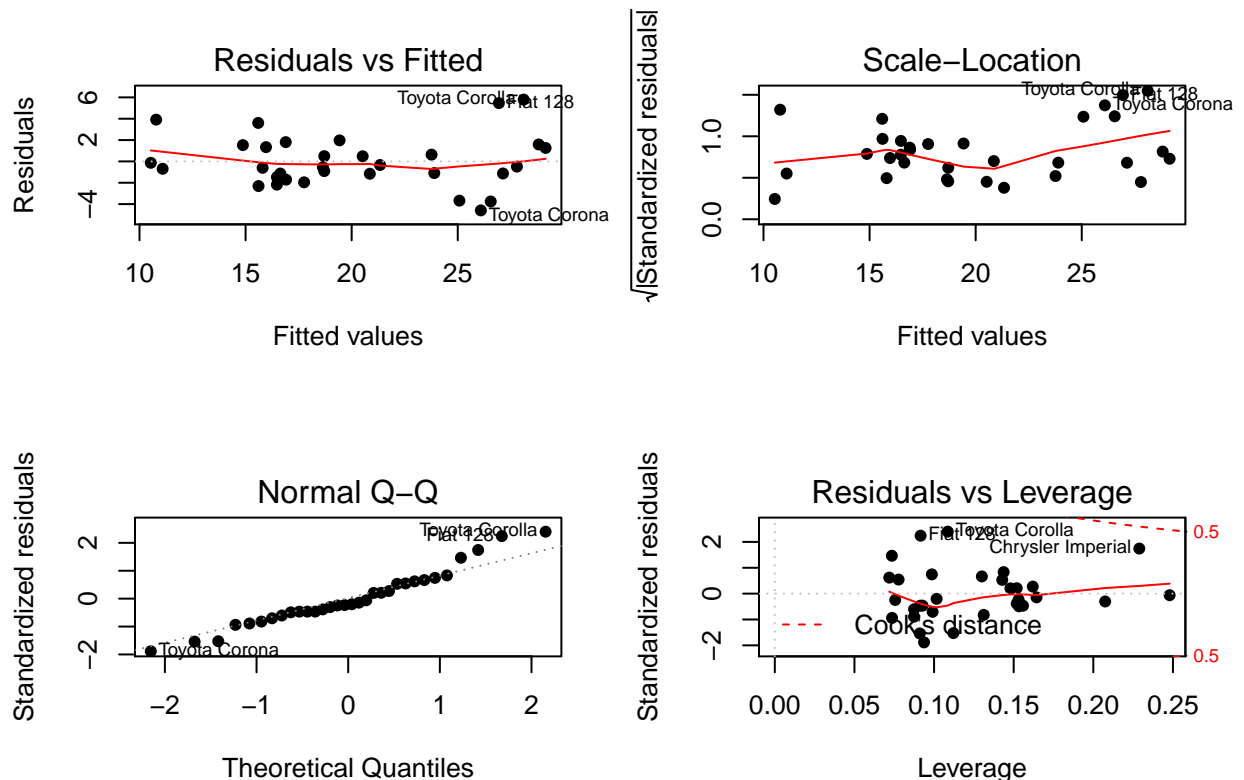 Residuals vs Fitted
Residuals
6
2
−4
Toyota Corolla
Fiat 128
Toyota Corona
10 15 20 25
Fitted values
Scale−Location
√|Standardized residuals|
1.0
0.0
Toyota Corolla
Fiat 128
Toyota Corona
10 15 20 25
Fitted values
Normal Q−Q
Standardized residuals
2
0
−2
Toyota Corolla
Fiat 128
Toyota Corona
−2 −1 0 1 2
Theoretical Quantiles
Residuals vs Leverage
Standardized residuals
2
0
−2
Fiat 128
Toyota Corolla
Chrysler Imperial
0.5
Cook's distance
0.5
0.00 0.05 0.10 0.15 0.20 0.25
Leverage